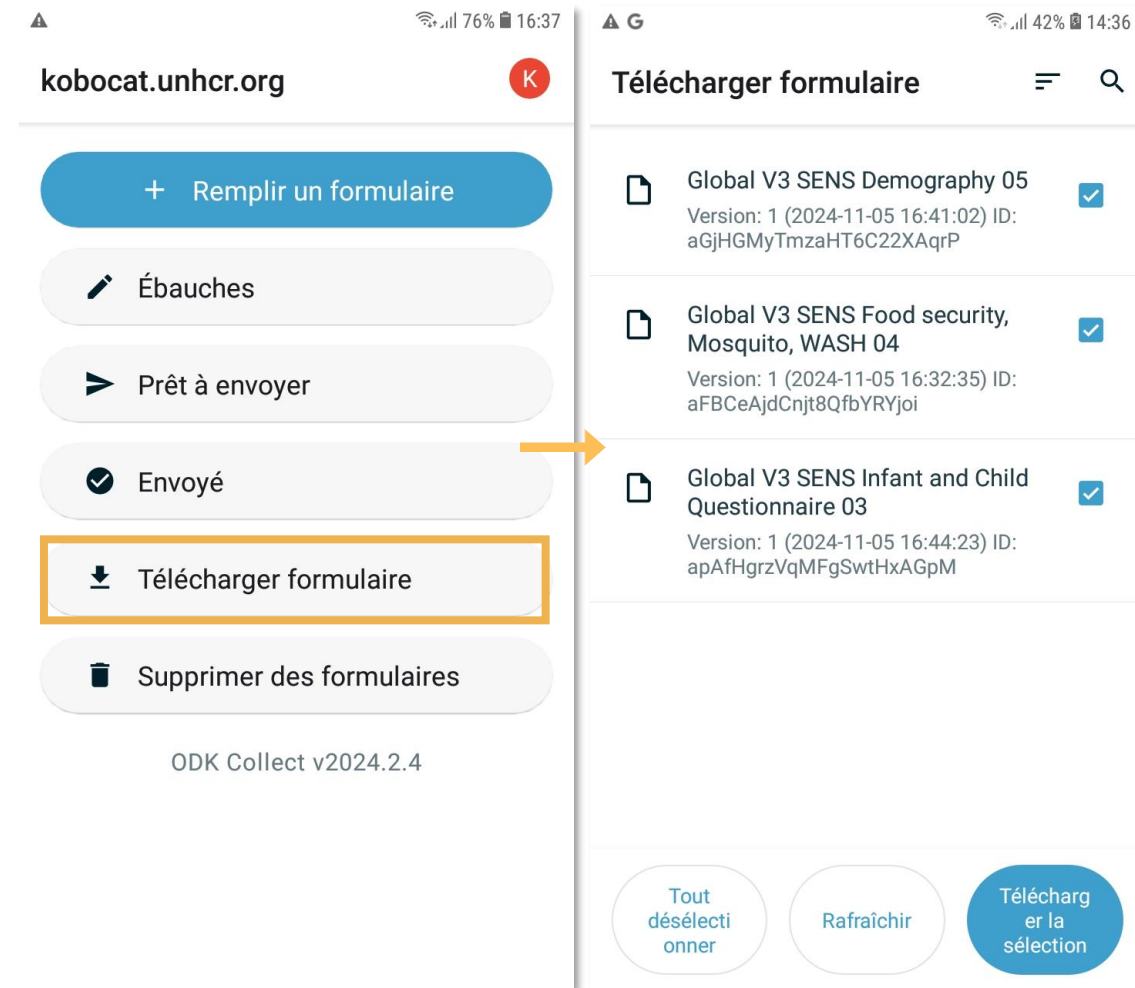 76% 16:37
kobocat.unhcr.org
K
+ Remplir un formulaire
Ébauches
Prêt à envoyer
Envoyé
Télécharger formulaire
Supprimer des formulaires
ODK Collect v2024.2.4
G 42% 14:36
Télécharger formulaire
Global V3 SENS Demography 05
Version: 1 (2024-11-05 16:41:02) ID:
aGjHGMyTmzaHT6C22XAqrP
Global V3 SENS Food security,
Mosquito, WASH 04
Version: 1 (2024-11-05 16:32:35) ID:
aFBCeAjdCnjt8QfbYRYjoi
Global V3 SENS Infant and Child
Questionnaire 03
Version: 1 (2024-11-05 16:44:23) ID:
apAfHgrzVqMFgSwtHxAGpM
Tout
désélecti
onner
Rafraîchir
Télécharg
er la
sélection